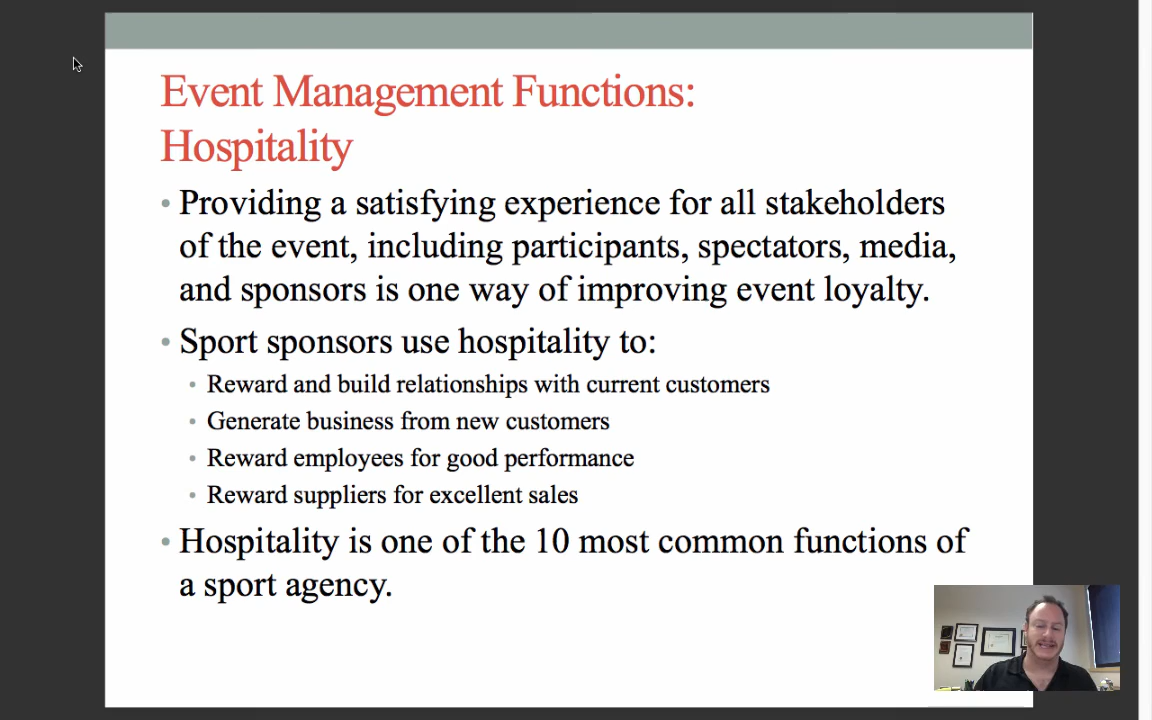 Event Management Functions:
Hospitality
• Providing a satisfying experience for all stakeholders
of the event, including participants, spectators, media,
and sponsors is one way of improving event loyalty.
• Sport sponsors use hospitality to:
• Reward and build relationships with current customers
• Generate business from new customers
• Reward employees for good performance
• Reward suppliers for excellent sales
• Hospitality is one of the 10 most common functions of
a sport agency.